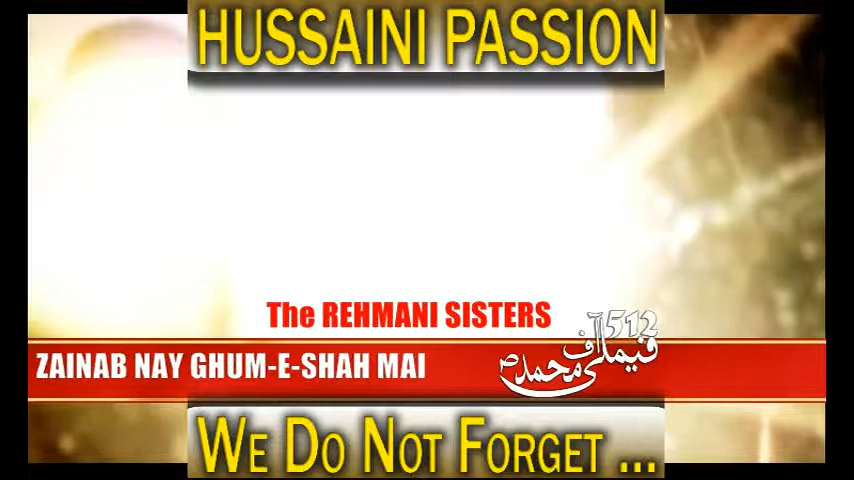 HUSSAINI PASSION
The REHMANI SISTERS
ZAINAB NAY GHUM-E-SHAH MAI
512
فیملی آف محمدؐ
WE DO NOT FORGET ...